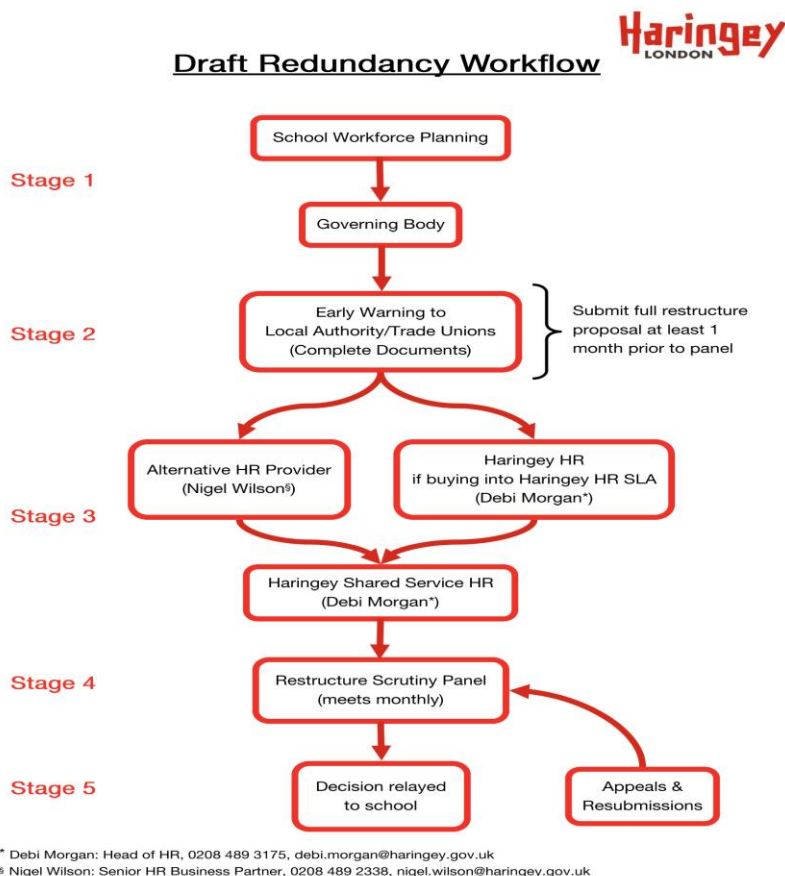 Haringey
LONDON
Draft Redundancy Workflow
School Workforce Planning
Stage 1
Governing Body
Stage 2
Early Warning to
Local Authority/Trade Unions
(Complete Documents)
Submit full restructure
proposal at least 1
month prior to panel
Alternative HR Provider
(Nigel Wilson§)
Haringey HR
if buying into Haringey HR SLA
(Debi Morgan*)
Stage 3
Haringey Shared Service HR
(Debi Morgan*)
Stage 4
Restructure Scrutiny Panel
(meets monthly)
Stage 5
Decision relayed
to school
Appeals &
Resubmissions
* Debi Morgan: Head of HR, 0208 489 3175, debi.morgan@haringey.gov.uk
§ Nigel Wilson: Senior HR Business Partner, 0208 489 2338, nigel.wilson@haringey.gov.uk